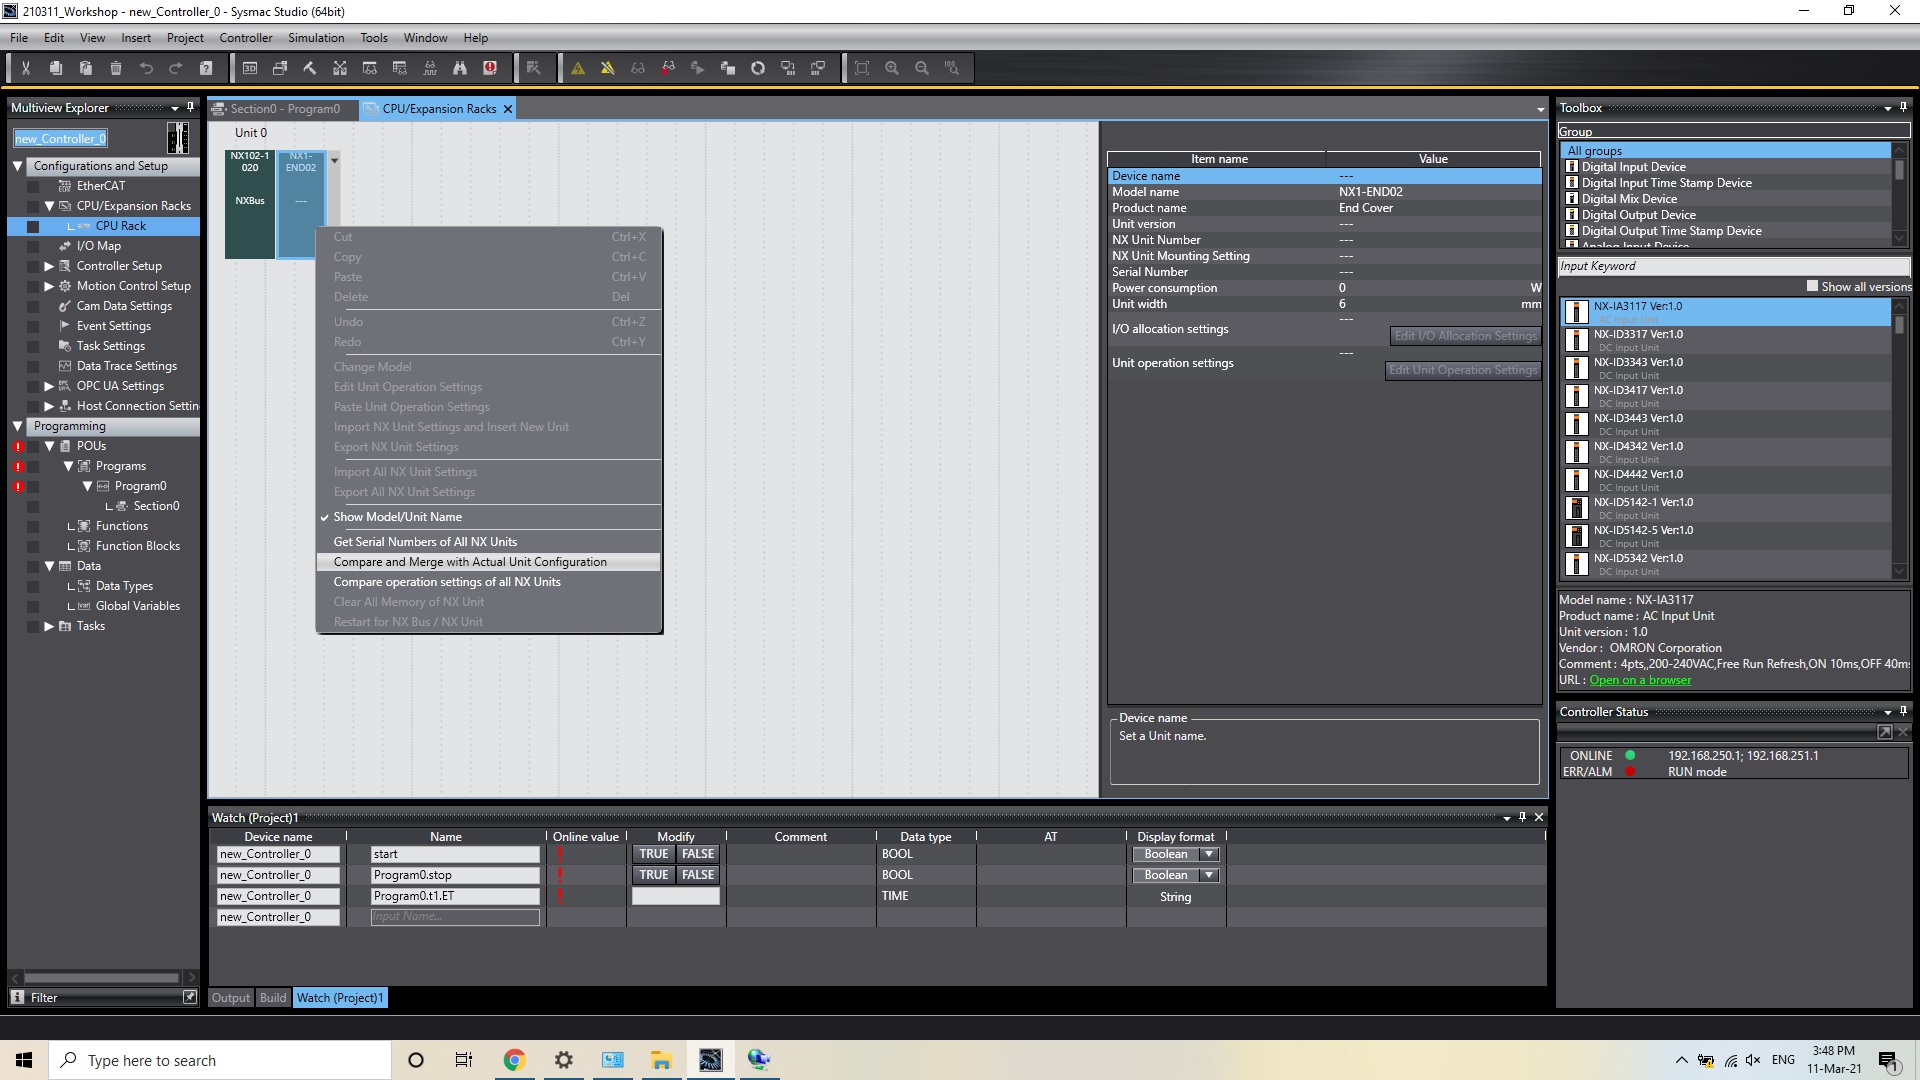 210311_Workshop - new_Controller_0 - Sysmac Studio (64bit)
File Edit View Insert Project Controller Simulation Tools Window Help
Multiview Explorer
new_Controller_0
Configurations and Setup
EtherCAT
CPU/Expansion Racks
CPU Rack
I/O Map
Controller Setup
Motion Control Setup
Cam Data Settings
Event Settings
Task Settings
Data Trace Settings
OPC UA Settings
Host Connection Settin
Programming
POUs
Programs
Program0
Section0
Functions
Function Blocks
Data
Data Types
Global Variables
Tasks
Filter
Section0 - Program0
CPU/Expansion Racks
Unit 0
NX102-1
020
NXBus
NX1-
END02
---
Cut Ctrl+X
Copy Ctrl+C
Paste Ctrl+V
Delete Del
Undo Ctrl+Z
Redo Ctrl+Y
Change Model
Edit Unit Operation Settings
Paste Unit Operation Settings
Import NX Unit Settings and Insert New Unit
Export NX Unit Settings
Import All NX Unit Settings
Export All NX Unit Settings
Show Model/Unit Name
Get Serial Numbers of All NX Units
Compare and Merge with Actual Unit Configuration
Compare operation settings of all NX Units
Clear All Memory of NX Unit
Restart for NX Bus / NX Unit
Item name Value
Device name ---
Model name NX1-END02
Product name End Cover
Unit version ---
NX Unit Number ---
NX Unit Mounting Setting ---
Serial Number ---
Power consumption 0 W
Unit width 6 mm
I/O allocation settings ---
Edit I/O Allocation Settings
Unit operation settings ---
Edit Unit Operation Settings
Device name
Set a Unit name.
Toolbox
Group
All groups
Digital Input Device
Digital Input Time Stamp Device
Digital Mix Device
Digital Output Device
Digital Output Time Stamp Device
Analog Input Device
Input Keyword
Show all versions
NX-IA3117 Ver:1.0
AC Input Unit
NX-ID3317 Ver:1.0
DC Input Unit
NX-ID3343 Ver:1.0
DC Input Unit
NX-ID3417 Ver:1.0
DC Input Unit
NX-ID3443 Ver:1.0
DC Input Unit
NX-ID4342 Ver:1.0
DC Input Unit
NX-ID4442 Ver:1.0
DC Input Unit
NX-ID5142-1 Ver:1.0
DC Input Unit
NX-ID5142-5 Ver:1.0
DC Input Unit
NX-ID5342 Ver:1.0
DC Input Unit
Model name : NX-IA3117
Product name : AC Input Unit
Unit version : 1.0
Vendor : OMRON Corporation
Comment : 4pts,,200-240VAC,Free Run Refresh,ON 10ms,OFF 40ms
URL : Open on a browser
Controller Status
ONLINE 192.168.250.1; 192.168.251.1
ERR/ALM RUN mode
Watch (Project)1
Device name Name Online value Modify Comment Data type AT Display format
new_Controller_0 start ! TRUE FALSE BOOL Boolean
new_Controller_0 Program0.stop ! TRUE FALSE BOOL Boolean
new_Controller_0 Program0.t1.ET ! TIME String
new_Controller_0 Input Name...
Output Build Watch (Project)1
Type here to search
ENG
3:48 PM
11-Mar-21
1